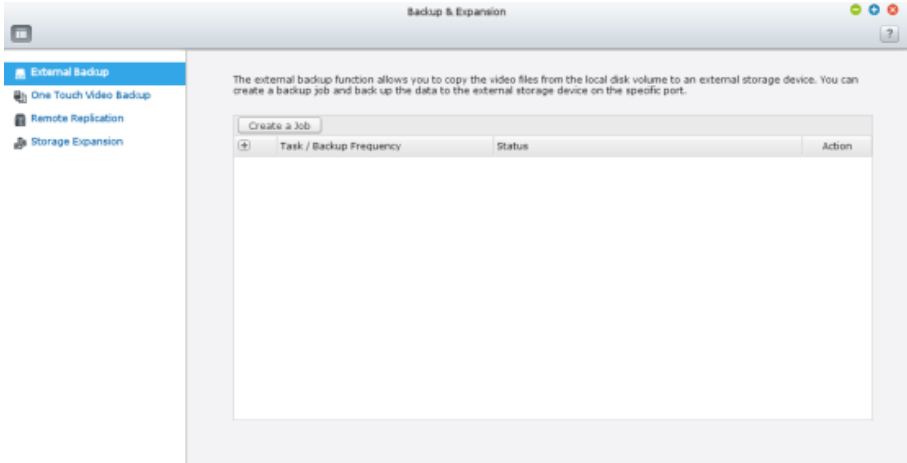 Backup & Expansion
?
External Backup
One Touch Video Backup
Remote Replication
Storage Expansion
The external backup function allows you to copy the video files from the local disk volume to an external storage device. You can
create a backup job and back up the data to the external storage device on the specific port.
Create a Job
Task / Backup Frequency Status Action